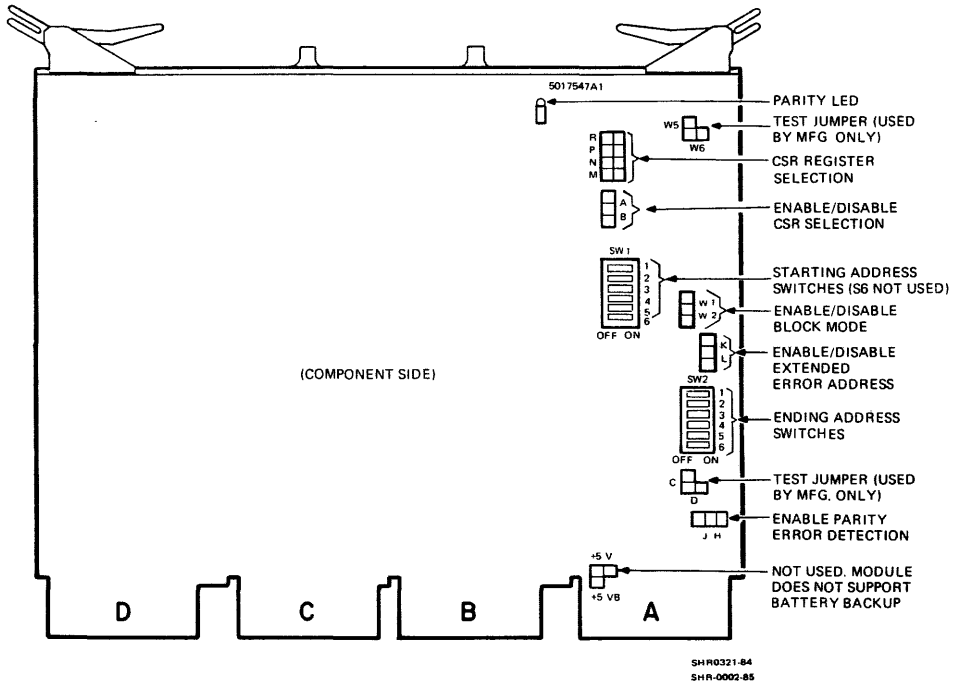 5017547A1
PARITY LED
W5
W6
TEST JUMPER (USED
BY MFG ONLY)
R
P
N
M
CSR REGISTER
SELECTION
A
B
ENABLE/DISABLE
CSR SELECTION
SW1
1
2
3
4
5
6
OFF ON
STARTING ADDRESS
SWITCHES (S6 NOT USED)
W 1
W 2
ENABLE/DISABLE
BLOCK MODE
K
L
ENABLE/DISABLE
EXTENDED
ERROR ADDRESS
(COMPONENT SIDE)
SW2
1
2
3
4
5
6
OFF ON
ENDING ADDRESS
SWITCHES
C
D
TEST JUMPER (USED
BY MFG. ONLY)
J H
ENABLE PARITY
ERROR DETECTION
+5 V
+5 VB
NOT USED. MODULE
DOES NOT SUPPORT
BATTERY BACKUP
D C B A
SHR0321-84
SHR-0002-85